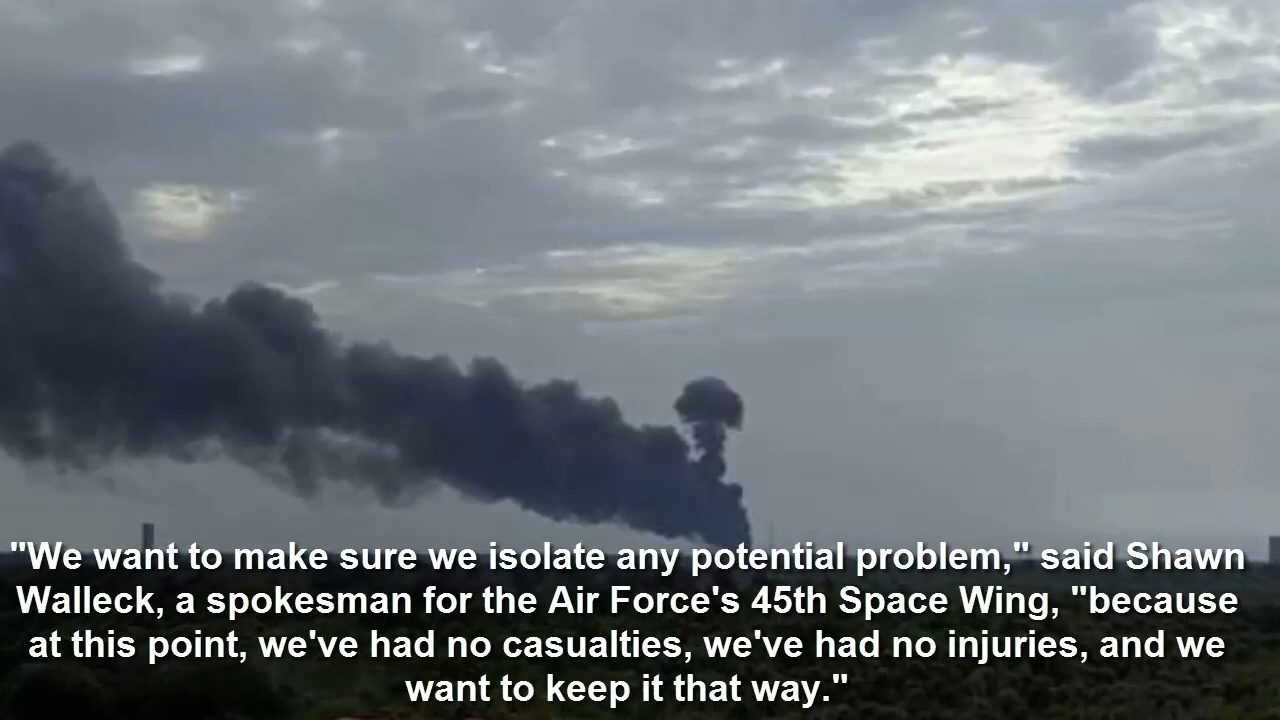 "We want to make sure we isolate any potential problem," said Shawn
Walleck, a spokesman for the Air Force's 45th Space Wing, "because
at this point, we've had no casualties, we've had no injuries, and we
want to keep it that way."